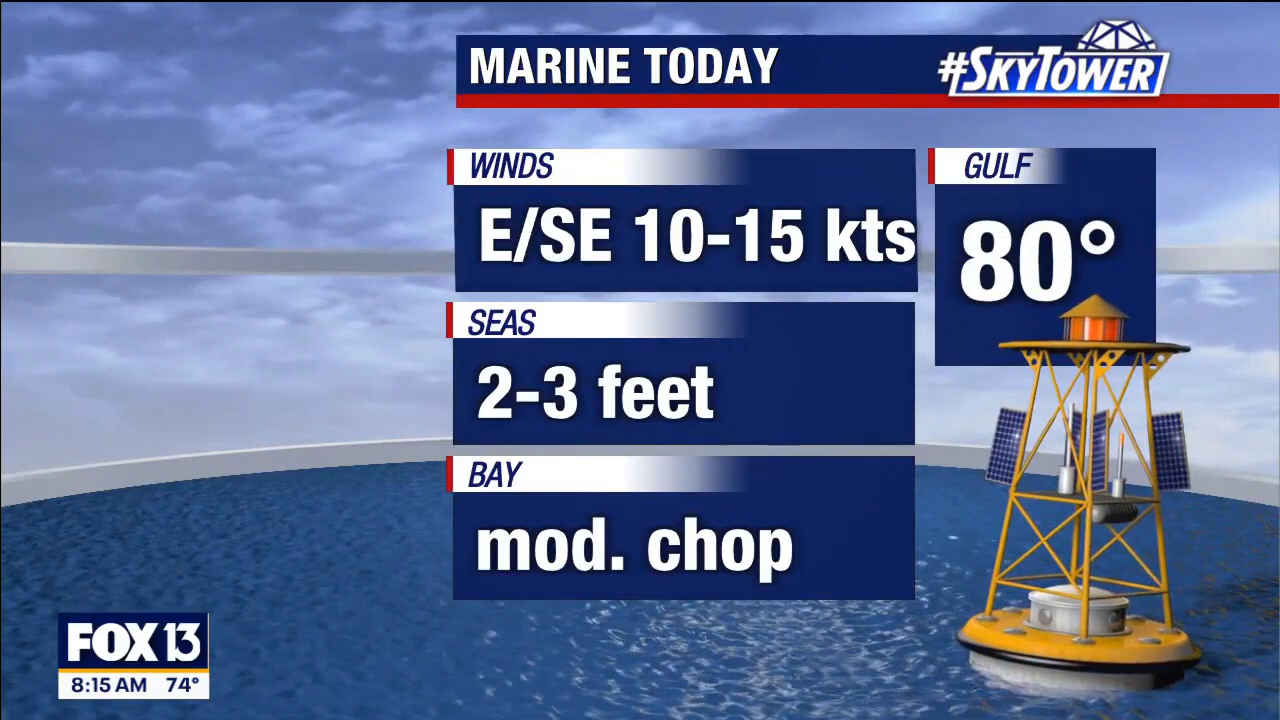 MARINE TODAY
#SKYTOWER
WINDS
E/SE 10-15 kts
GULF
80°
SEAS
2-3 feet
BAY
mod. chop
FOX 13
8:15 AM 74°